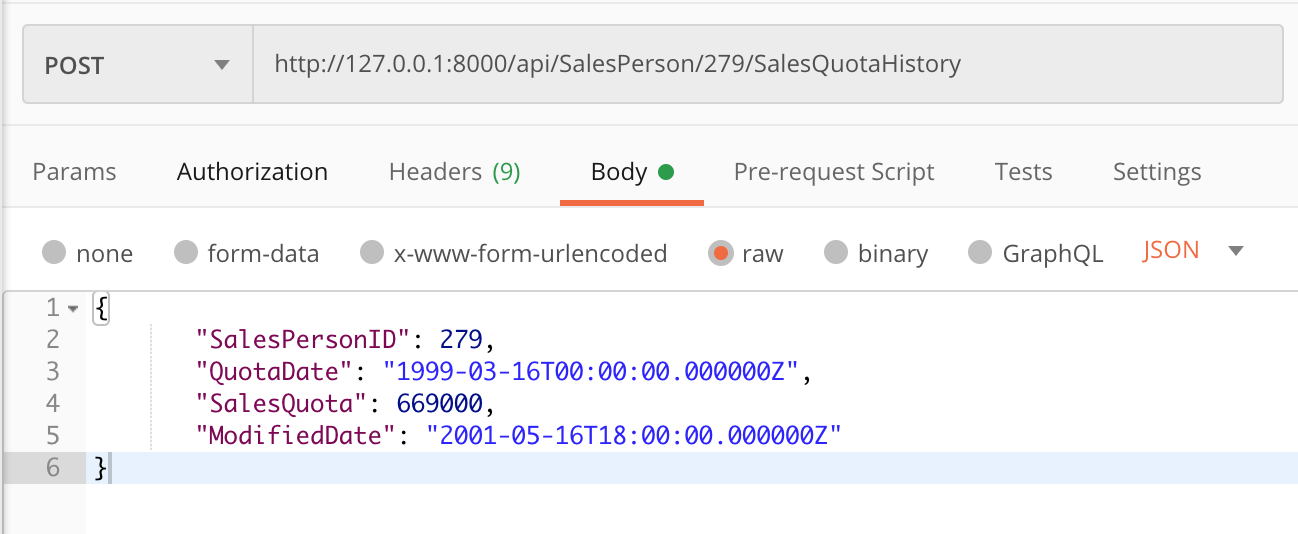 POST http://127.0.0.1:8000/api/SalesPerson/279/SalesQuotaHistory
Params Authorization Headers (9) Body Pre-request Script Tests Settings
none form-data x-www-form-urlencoded raw binary GraphQL JSON
1 {
2 "SalesPersonID": 279,
3 "QuotaDate": "1999-03-16T00:00:00.000000Z",
4 "SalesQuota": 669000,
5 "ModifiedDate": "2001-05-16T18:00:00.000000Z"
6 }